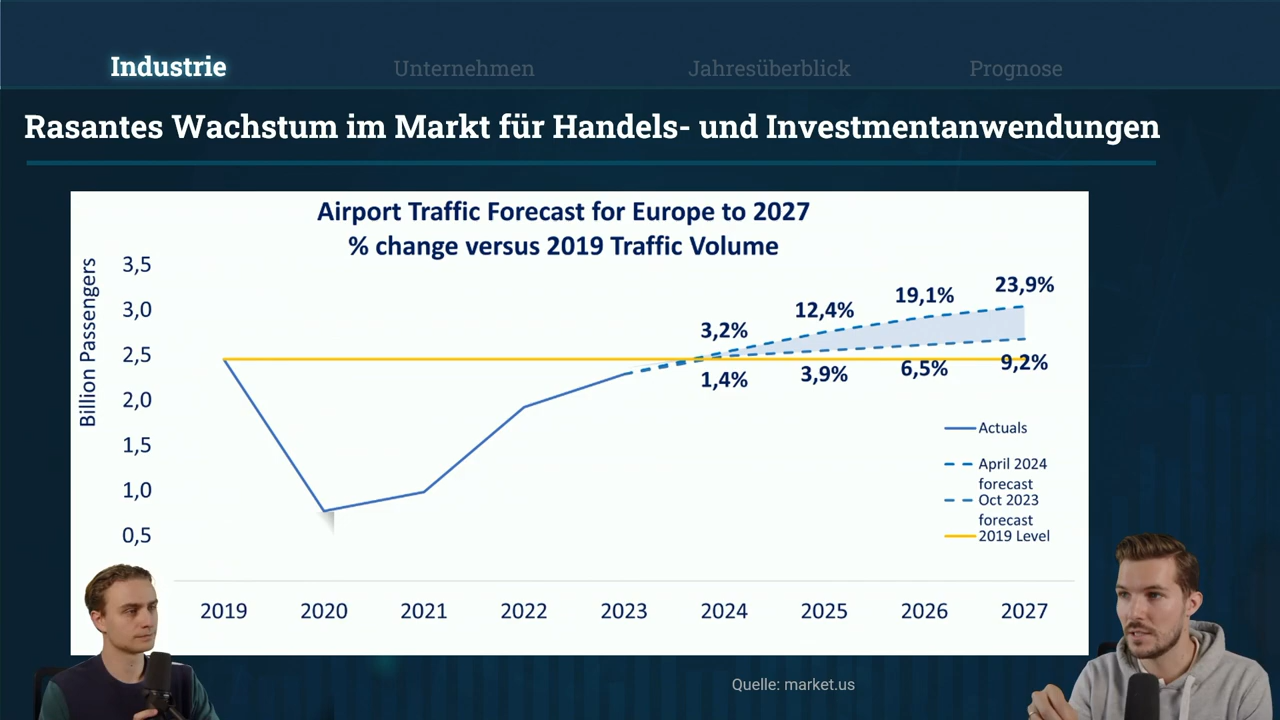 Industrie
Unternehmen
Jahresüberblick
Prognose
Rasantes Wachstum im Markt für Handels- und Investmentanwendungen
Airport Traffic Forecast for Europe to 2027
% change versus 2019 Traffic Volume
Billion Passengers
3,5
3,0
2,5
2,0
1,5
1,0
0,5
3,2%
12,4%
19,1%
23,9%
1,4%
3,9%
6,5%
9,2%
Actuals
April 2024
forecast
Oct 2023
forecast
2019 Level
2019
2020
2021
2022
2023
2024
2025
2026
2027
Quelle: market.us